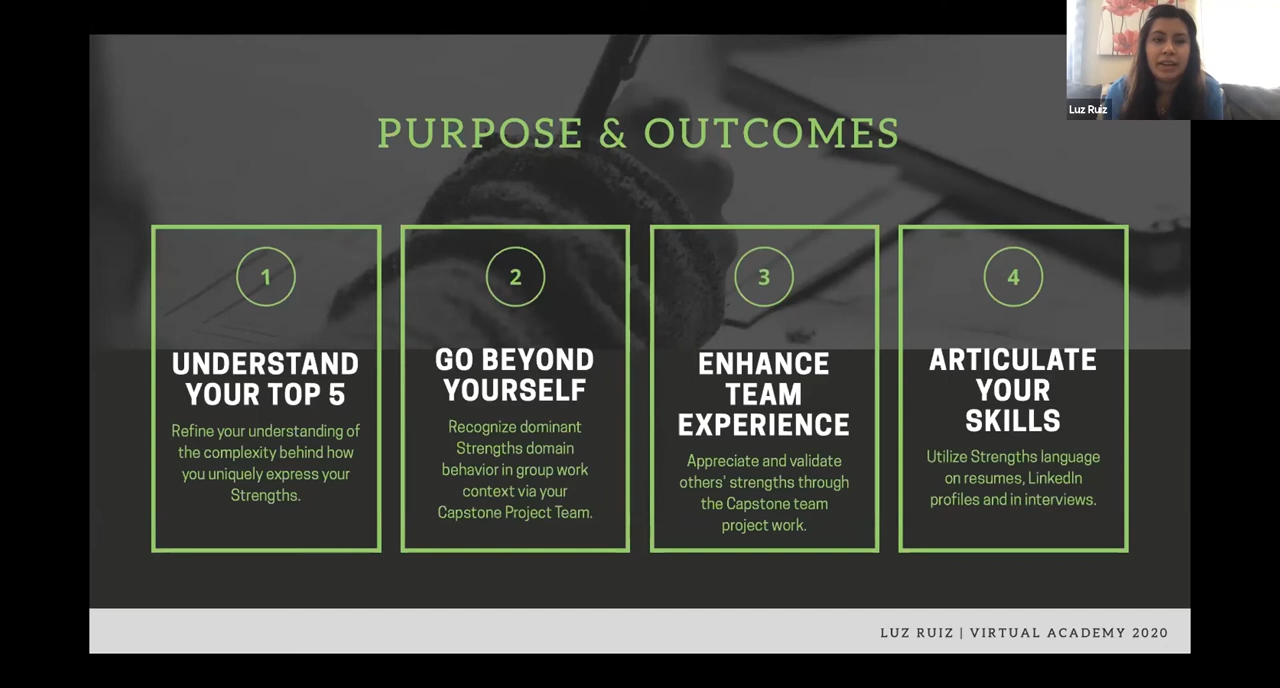 Luz Ruiz
PURPOSE & OUTCOMES
1
UNDERSTAND
YOUR TOP 5
Refine your understanding of
the complexity behind how
you uniquely express your
Strengths.
2
GO BEYOND
YOURSELF
Recognize dominant
Strengths domain
behavior in group work
context via your
Capstone Project Team.
3
ENHANCE
TEAM
EXPERIENCE
Appreciate and validate
others' strengths through
the Capstone team
project work.
4
ARTICULATE
YOUR
SKILLS
Utilize Strengths language
on resumes, LinkedIn
profiles and in interviews.
LUZ RUIZ | VIRTUAL ACADEMY 2020